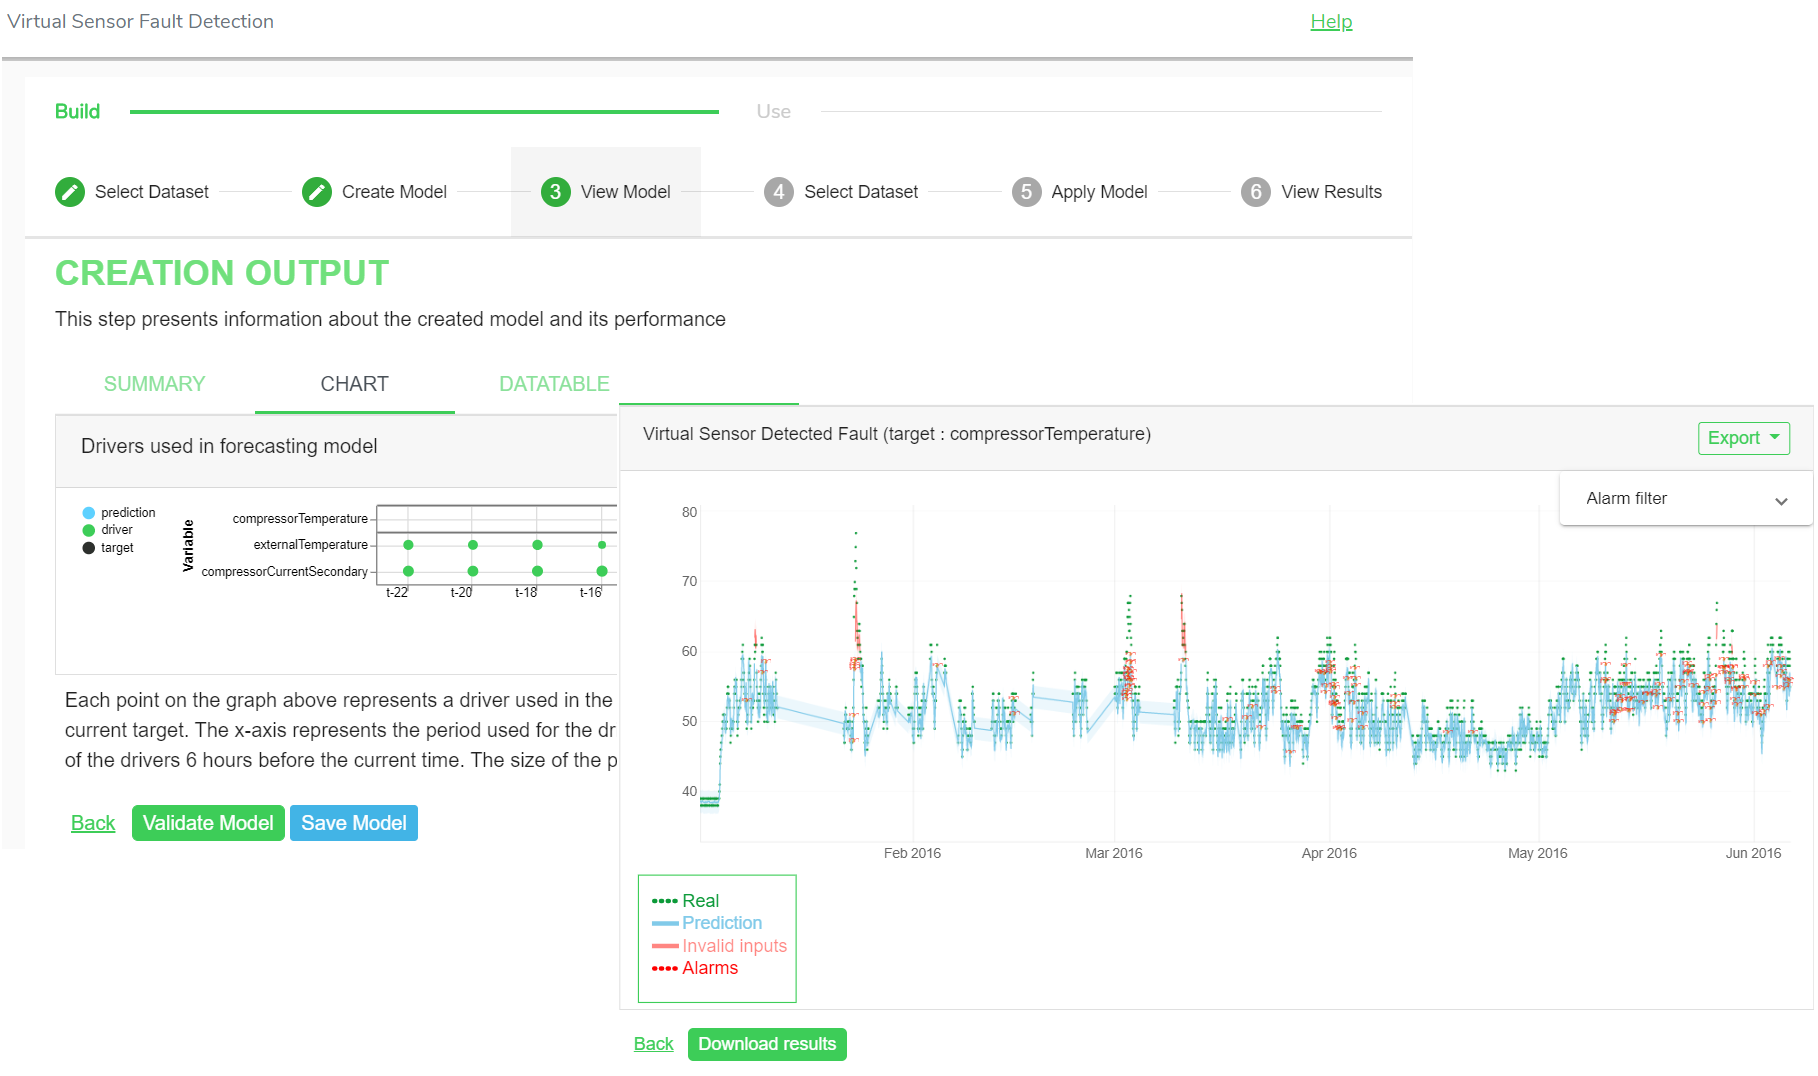 Virtual Sensor Fault Detection
Help
Build
Use
Select Dataset
Create Model
3 View Model
4 Select Dataset
5 Apply Model
6 View Results
CREATION OUTPUT
This step presents information about the created model and its performance
SUMMARY
CHART
DATATABLE
Drivers used in forecasting model
prediction
driver
target
Variable
compressorTemperature
externalTemperature
compressorCurrentSecondary
t-22
t-20
t-18
t-16
Each point on the graph above represents a driver used in the
current target. The x-axis represents the period used for the dr
of the drivers 6 hours before the current time. The size of the p
Back
Validate Model
Save Model
Virtual Sensor Detected Fault (target : compressorTemperature)
Export
Alarm filter
80
70
60
50
40
Feb 2016
Mar 2016
Apr 2016
May 2016
Jun 2016
Real
Prediction
Invalid inputs
Alarms
Back
Download results